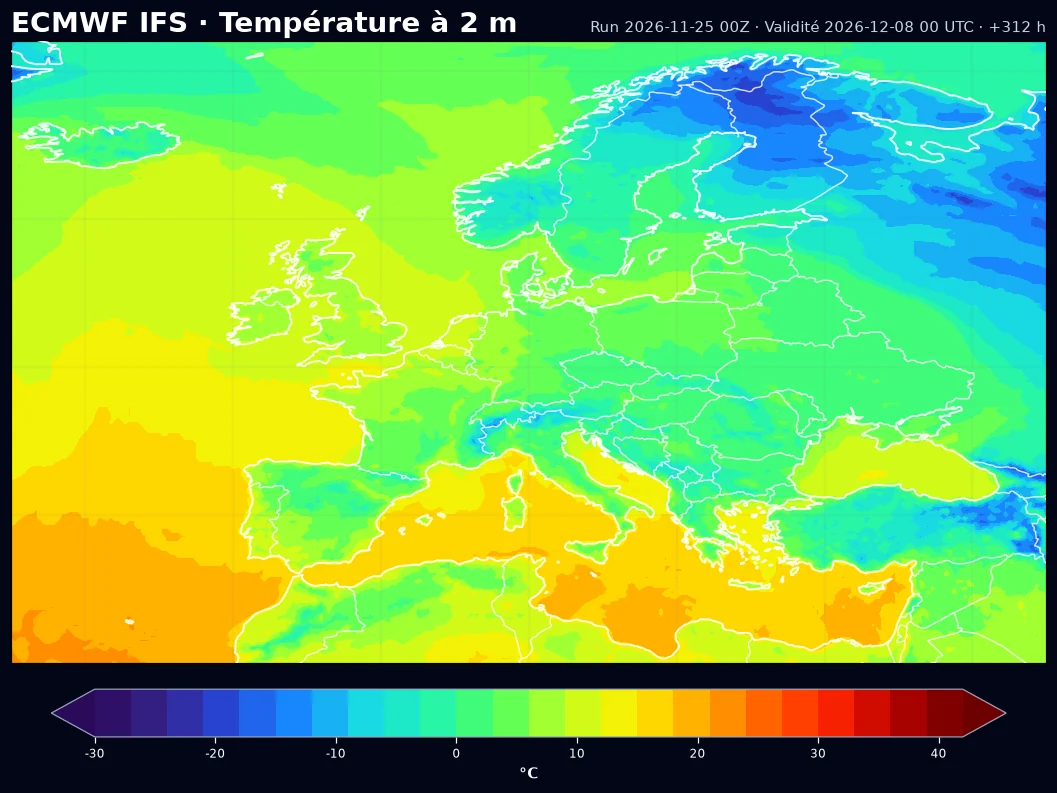 ECMWF IFS · Température à 2 m
Run 2026-11-25 00Z · Validité 2026-12-08 00 UTC · +312 h
-30 -20 -10 0 10 20 30 40
°C